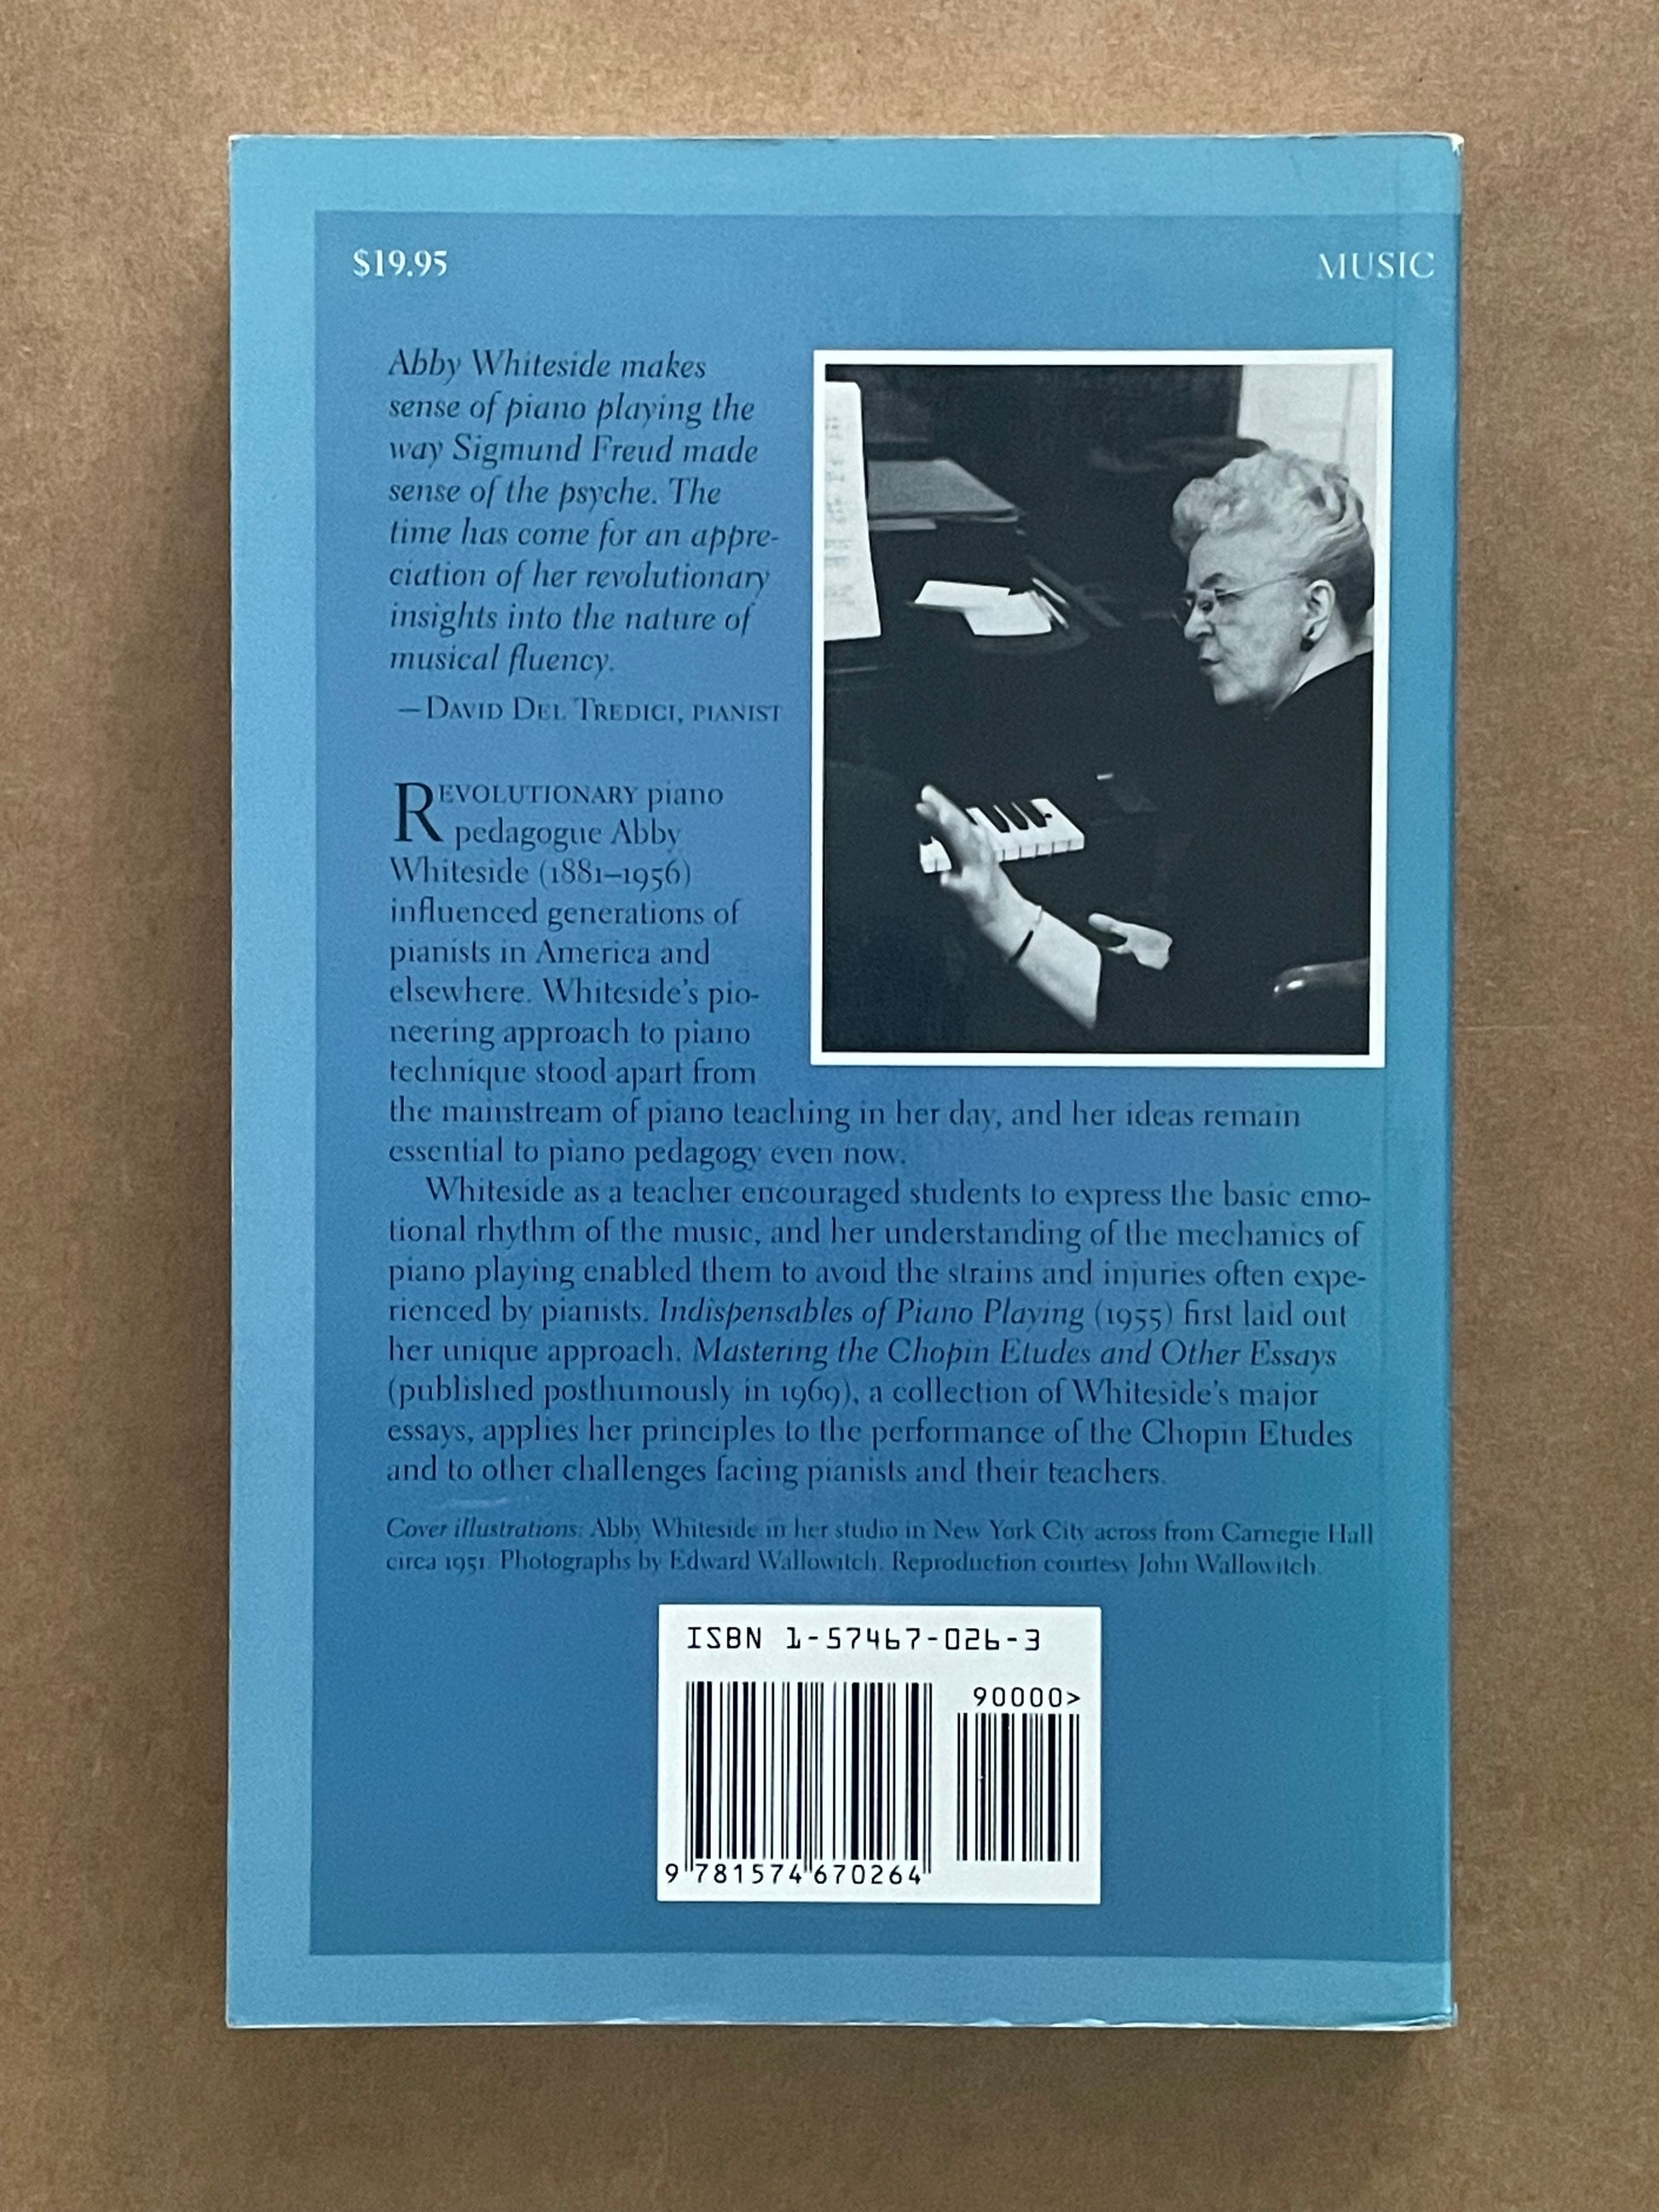 $19.95
MUSIC
Abby Whiteside makes
sense of piano playing the
way Sigmund Freud made
sense of the psyche. The
time has come for an appre-
ciation of her revolutionary
insights into the nature of
musical fluency.
—DAVID DEL TREDICI, PIANIST
REVOLUTIONARY piano
pedagogue Abby
Whiteside (1881–1956)
influenced generations of
pianists in America and
elsewhere. Whiteside's pio-
neering approach to piano
technique stood apart from
the mainstream of piano teaching in her day, and her ideas remain
essential to piano pedagogy even now.
Whiteside as a teacher encouraged students to express the basic emo-
tional rhythm of the music, and her understanding of the mechanics of
piano playing enabled them to avoid the strains and injuries often expe-
rienced by pianists. Indispensables of Piano Playing (1955) first laid out
her unique approach. Mastering the Chopin Etudes and Other Essays
(published posthumously in 1969), a collection of Whiteside's major
essays, applies her principles to the performance of the Chopin Etudes
and to other challenges facing pianists and their teachers.
Cover illustrations: Abby Whiteside in her studio in New York City across from Carnegie Hall
circa 1951. Photographs by Edward Wallowitch. Reproduction courtesy John Wallowitch.
ISBN 1-57467-026-3
90000>
9 781574 670264